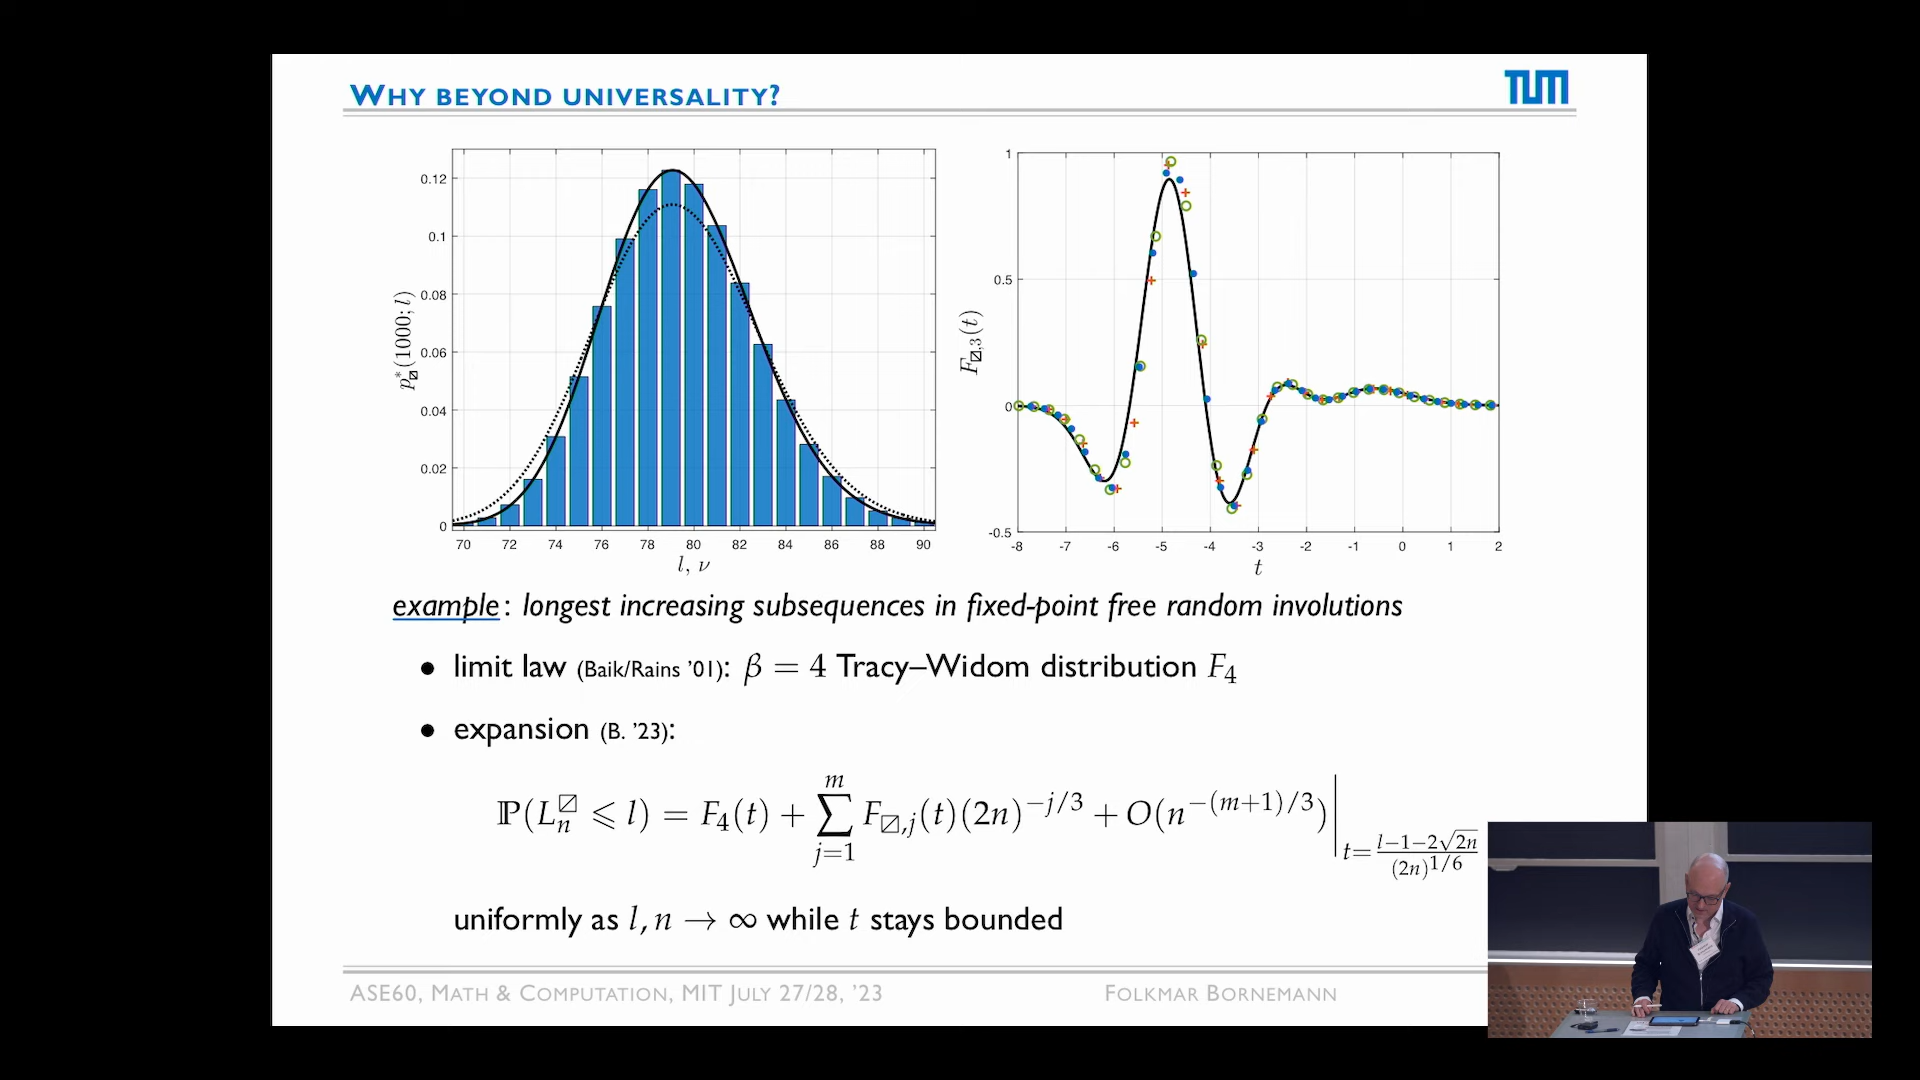 WHY BEYOND UNIVERSALITY?
TUM
p*⧄(1000; l)
0.12
0.1
0.08
0.06
0.04
0.02
0
70 72 74 76 78 80 82 84 86 88 90
l, ν
F⧄,3(t)
1
0.5
0
-0.5
-8 -7 -6 -5 -4 -3 -2 -1 0 1 2
t
example: longest increasing subsequences in fixed-point free random involutions
• limit law (Baik/Rains '01): β = 4 Tracy–Widom distribution F₄
• expansion (B. '23):
ℙ(L_n^⧄ ⩽ l) = F₄(t) + ∑_{j=1}^{m} F_{⧄,j}(t)(2n)^{−j/3} + O(n^{−(m+1)/3})|_{t=\frac{l−1−2√{2n}}{(2n)^{1/6}}}
uniformly as l, n → ∞ while t stays bounded
ASE60, MATH & COMPUTATION, MIT JULY 27/28, '23 FOLKMAR BORNEMANN